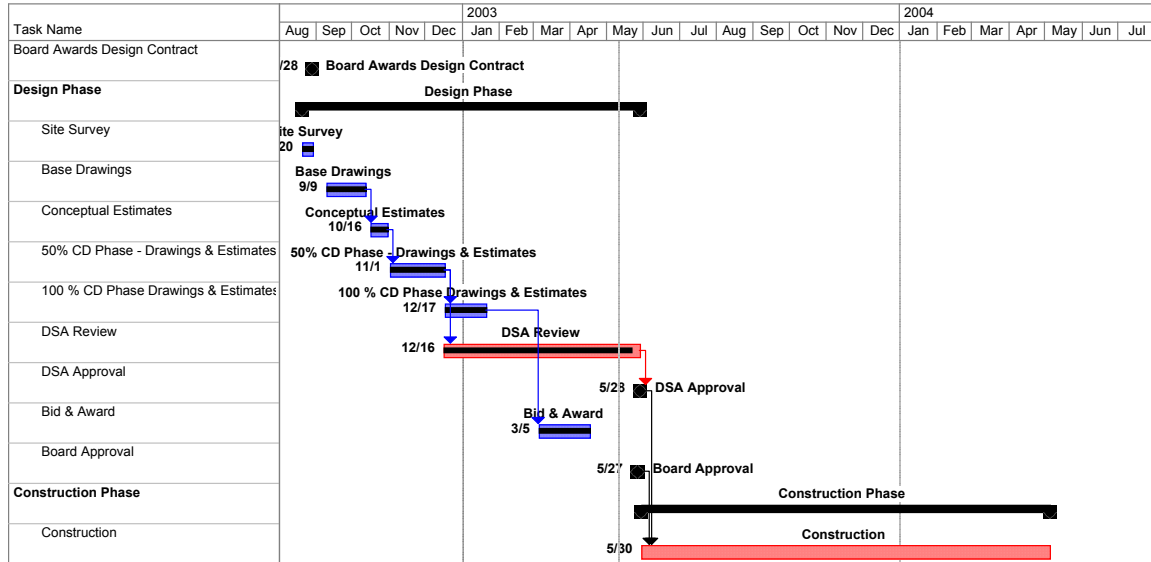 2003 2004
Task Name Aug Sep Oct Nov Dec Jan Feb Mar Apr May Jun Jul Aug Sep Oct Nov Dec Jan Feb Mar Apr May Jun Jul
Board Awards Design Contract
/28 Board Awards Design Contract
Design Phase
Design Phase
Site Survey
ite Survey
20
Base Drawings
Base Drawings
9/9
Conceptual Estimates
Conceptual Estimates
10/16
50% CD Phase - Drawings & Estimates
50% CD Phase - Drawings & Estimates
11/1
100 % CD Phase Drawings & Estimates
100 % CD Phase Drawings & Estimates
12/17
DSA Review
DSA Review
12/16
DSA Approval
5/28 DSA Approval
Bid & Award
Bid & Award
3/5
Board Approval
5/27 Board Approval
Construction Phase
Construction Phase
Construction
Construction
5/30